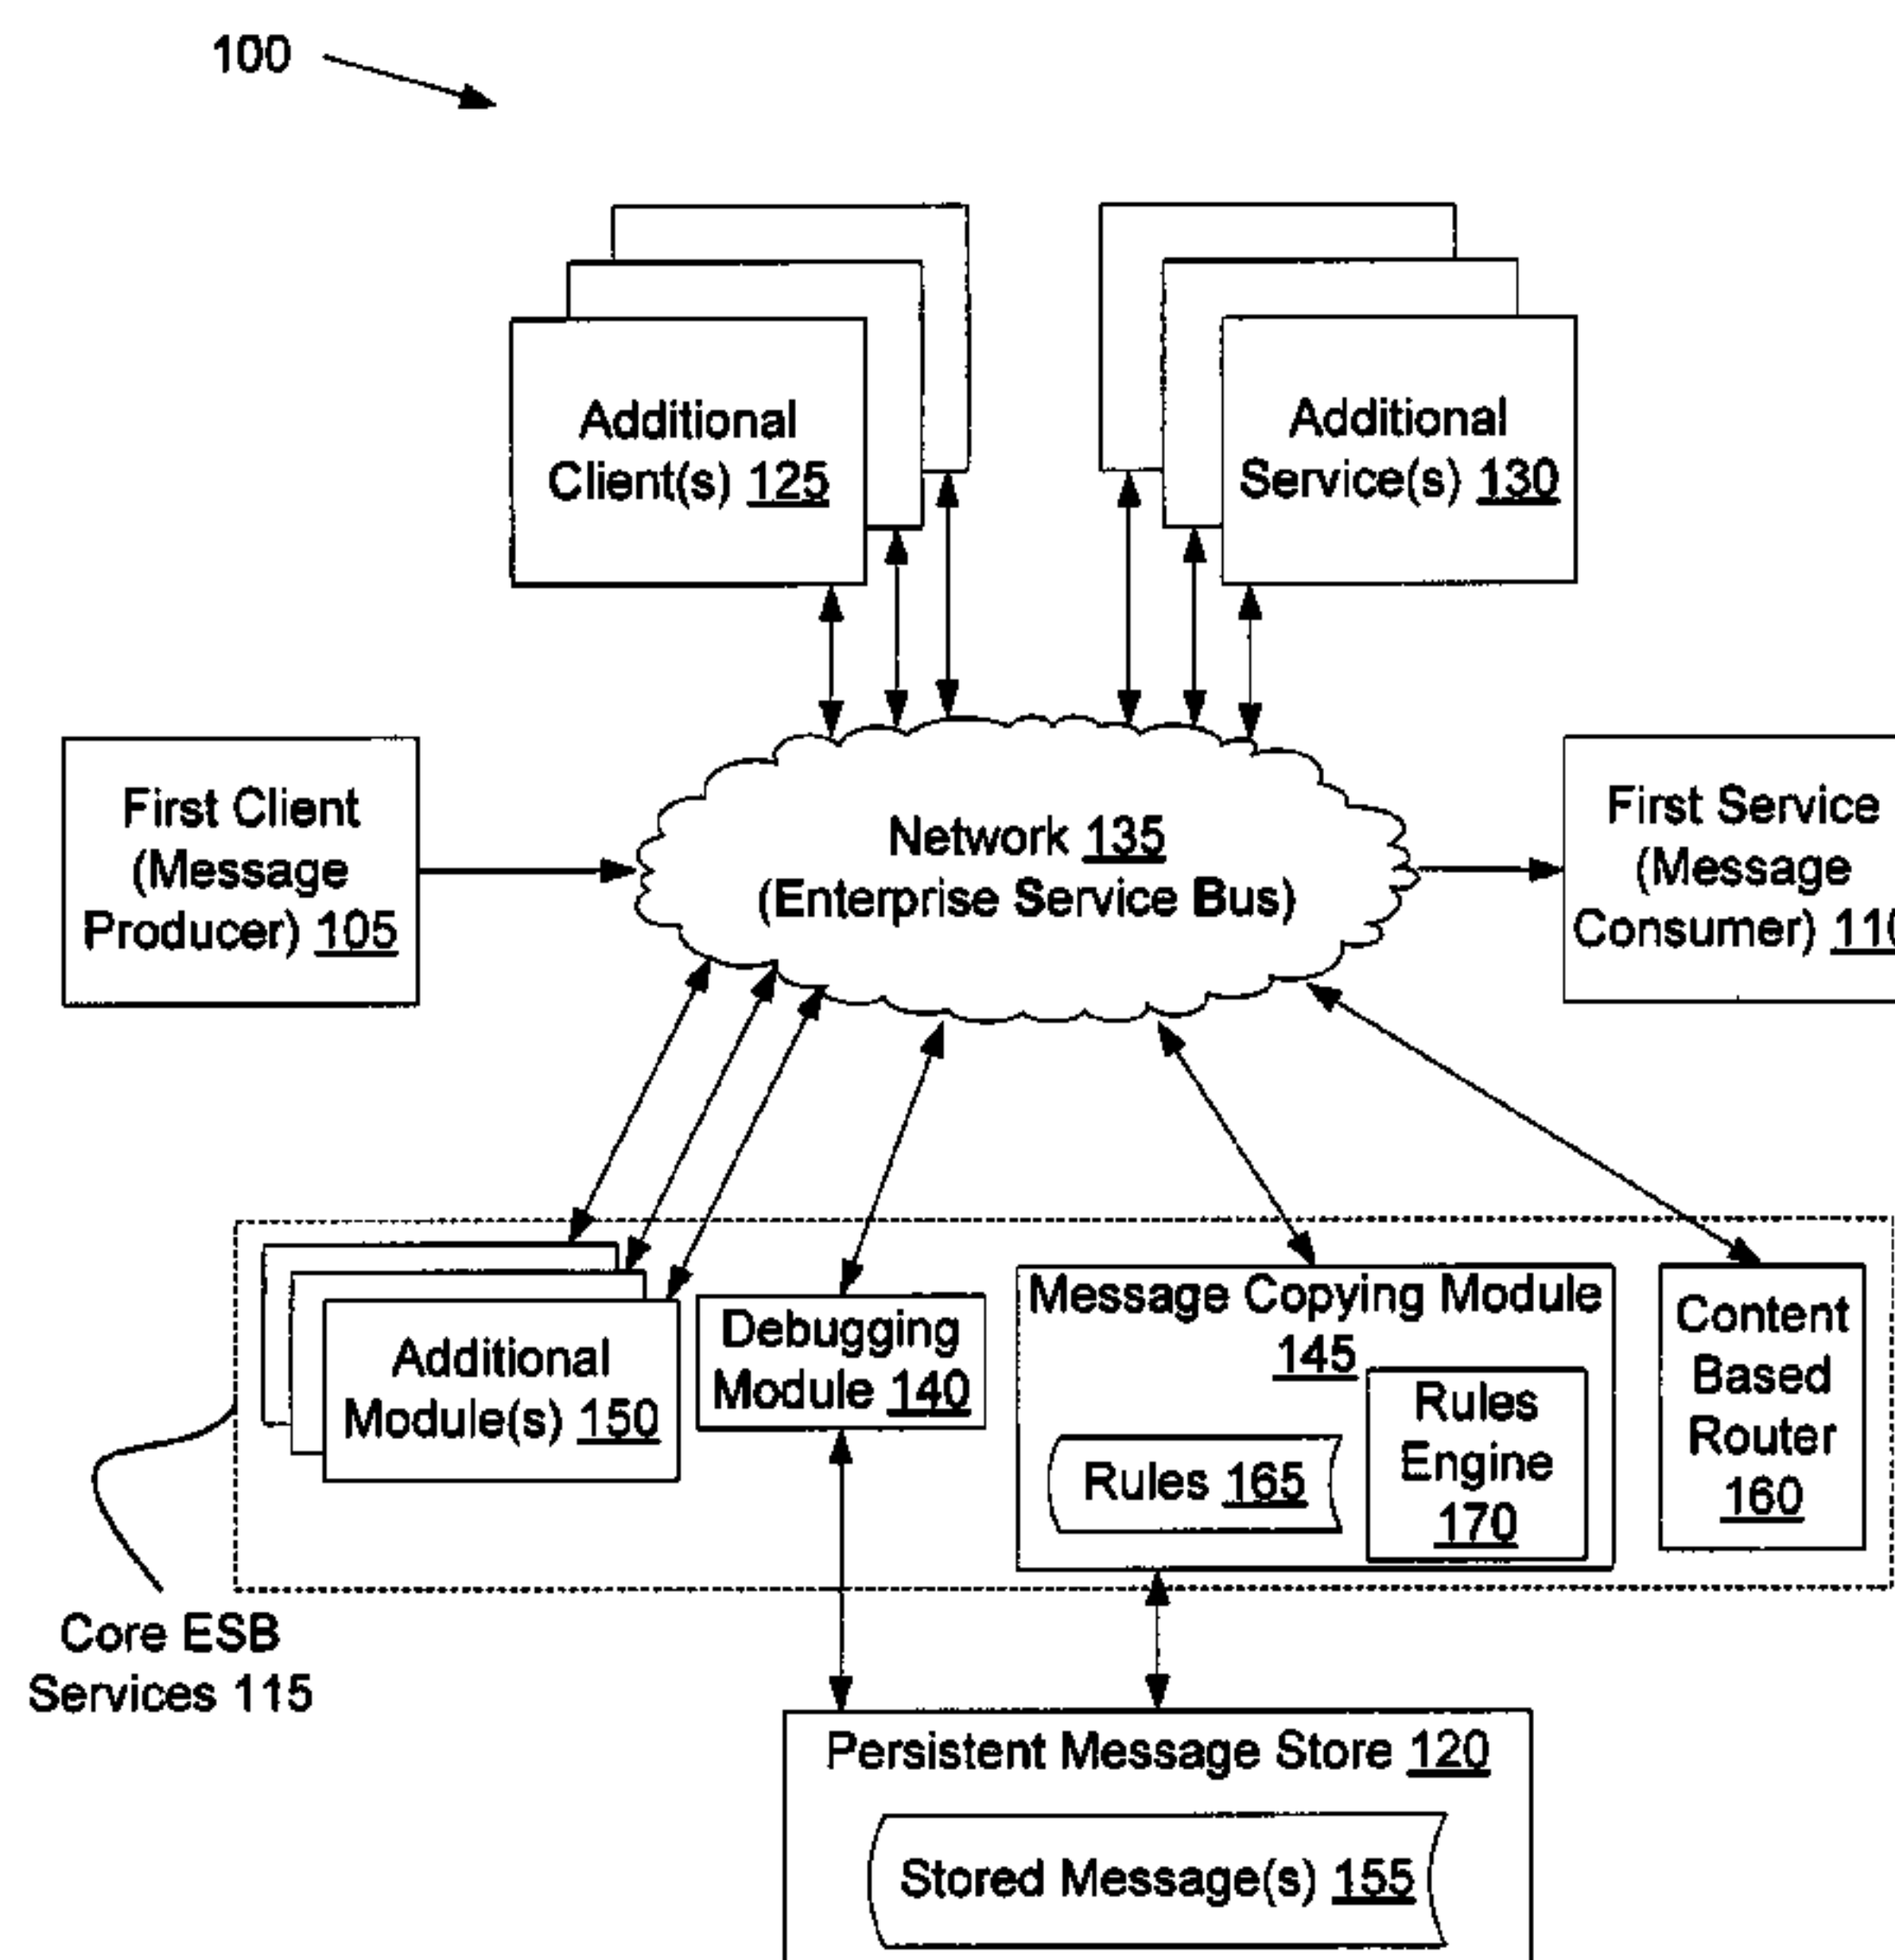 100
Additional
Client(s) 125
Additional
Service(s) 130
First Client
(Message
Producer) 105
Network 135
(Enterprise Service Bus)
First Service
(Message
Consumer) 110
Additional
Module(s) 150
Debugging
Module 140
Message Copying Module
145
Rules 165
Rules
Engine
170
Content
Based
Router
160
Core ESB
Services 115
Persistent Message Store 120
Stored Message(s) 155